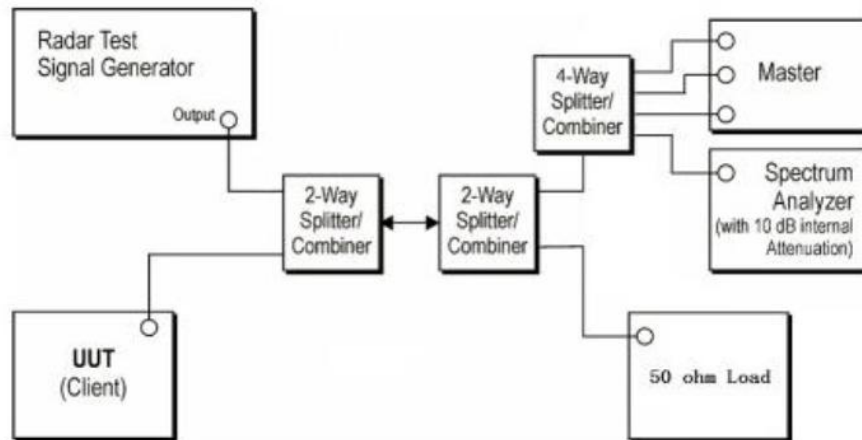 Radar Test
Signal Generator
Output
4-Way
Splitter/
Combiner
Master
Spectrum
Analyzer
(with 10 dB internal
Attenuation)
2-Way
Splitter/
Combiner
2-Way
Splitter/
Combiner
UUT
(Client)
50 ohm Load